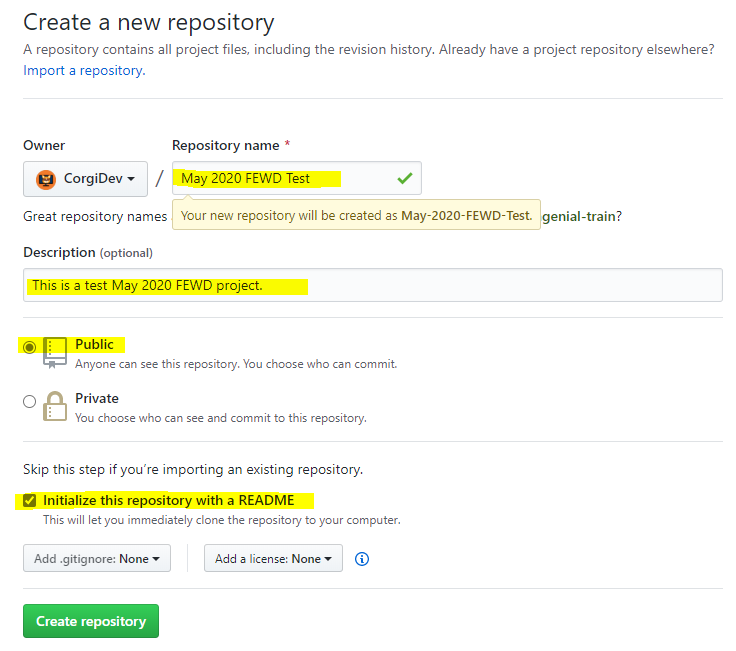 Create a new repository
A repository contains all project files, including the revision history. Already have a project repository elsewhere?
Import a repository.
Owner
Repository name *
CorgiDev
/
May 2020 FEWD Test
Great repository names
Your new repository will be created as May-2020-FEWD-Test.
genial-train?
Description (optional)
This is a test May 2020 FEWD project.
Public
Anyone can see this repository. You choose who can commit.
Private
You choose who can see and commit to this repository.
Skip this step if you’re importing an existing repository.
Initialize this repository with a README
This will let you immediately clone the repository to your computer.
Add .gitignore: None
Add a license: None
Create repository